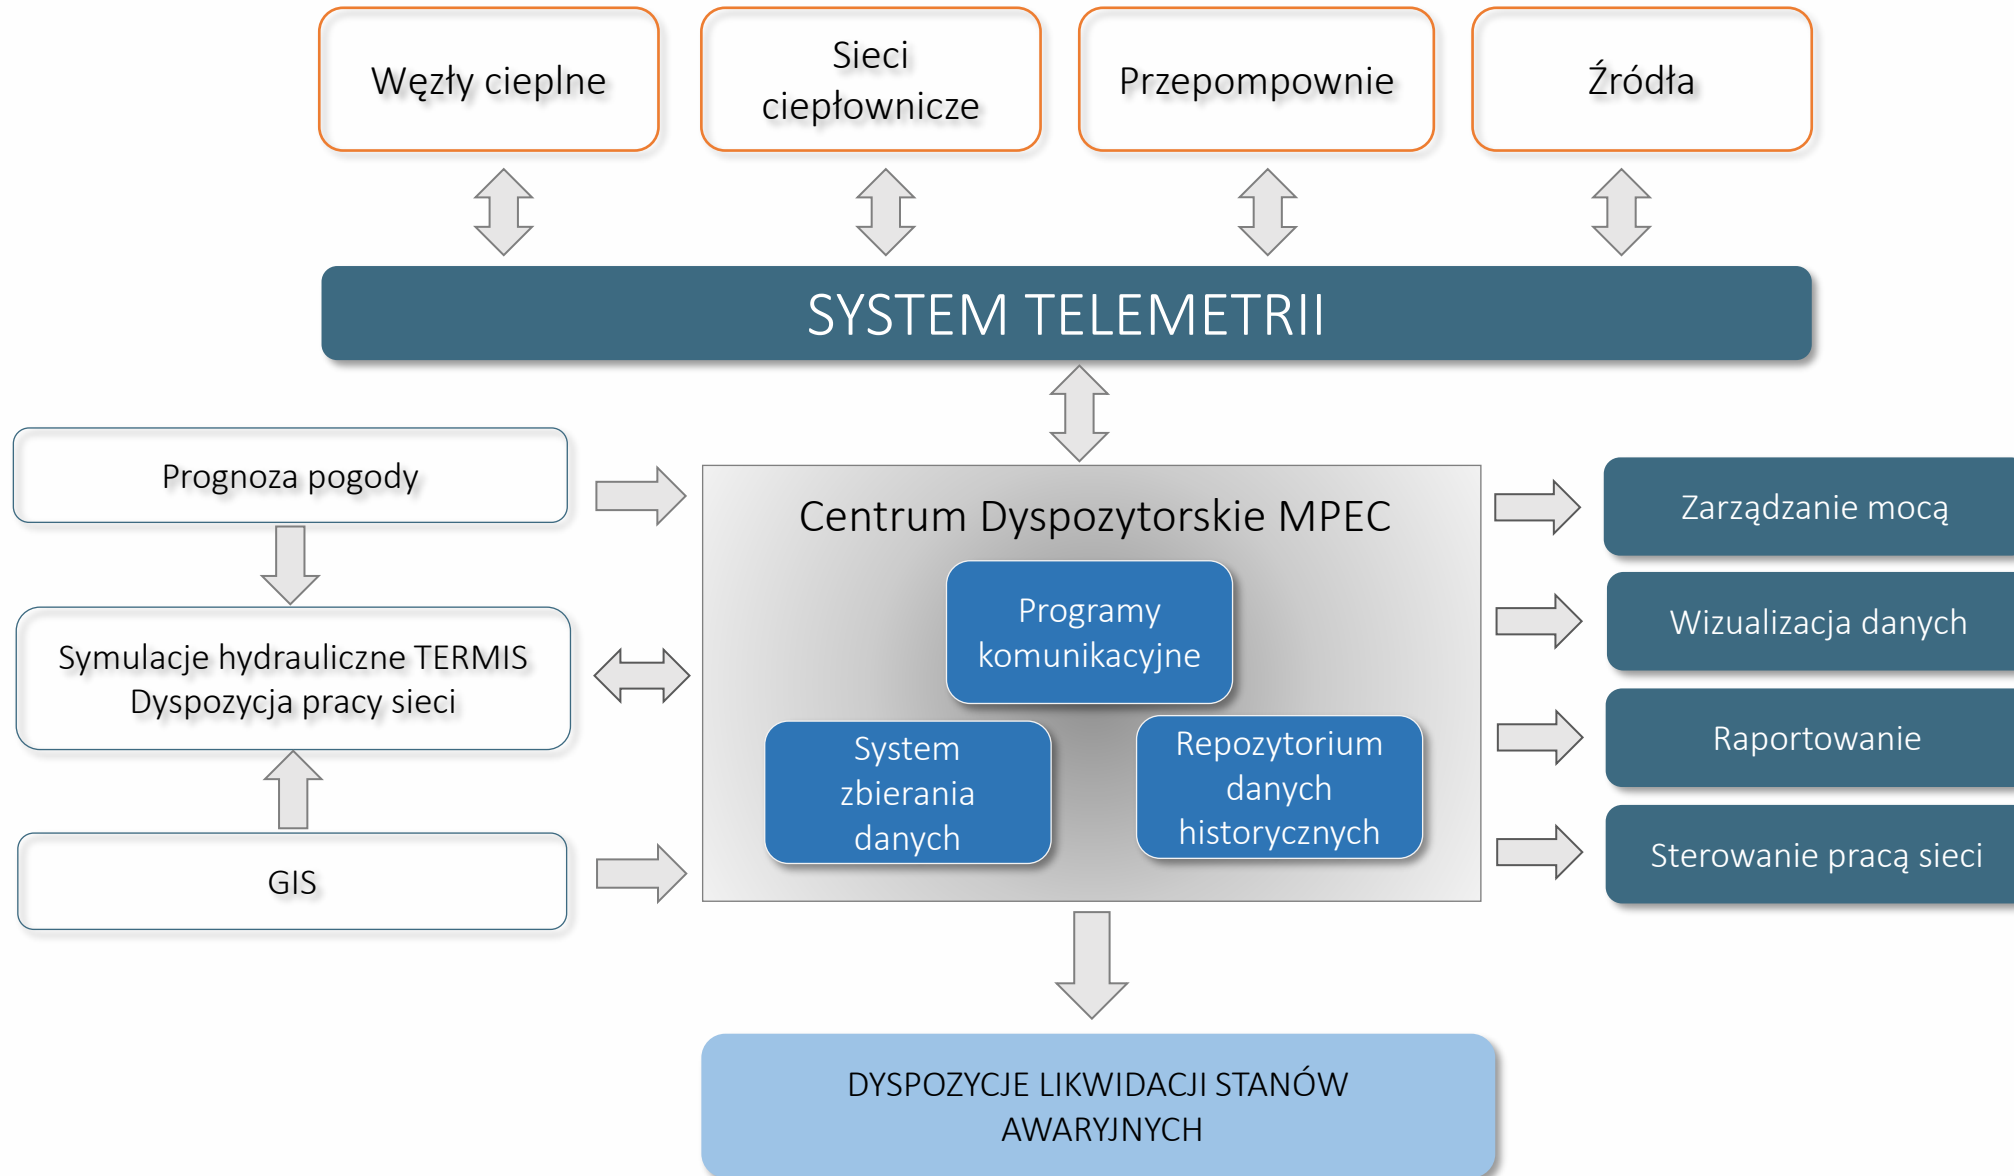 Węzły cieplne
Sieci
ciepłownicze
Przepompownie
Źródła
SYSTEM TELEMETRII
Prognoza pogody
Symulacje hydrauliczne TERMIS
Dyspozycja pracy sieci
GIS
Centrum Dyspozytorskie MPEC
Programy
komunikacyjne
System
zbierania
danych
Repozytorium
danych
historycznych
Zarządzanie mocą
Wizualizacja danych
Raportowanie
Sterowanie pracą sieci
DYSPOZYCJE LIKWIDACJI STANÓW
AWARYJNYCH